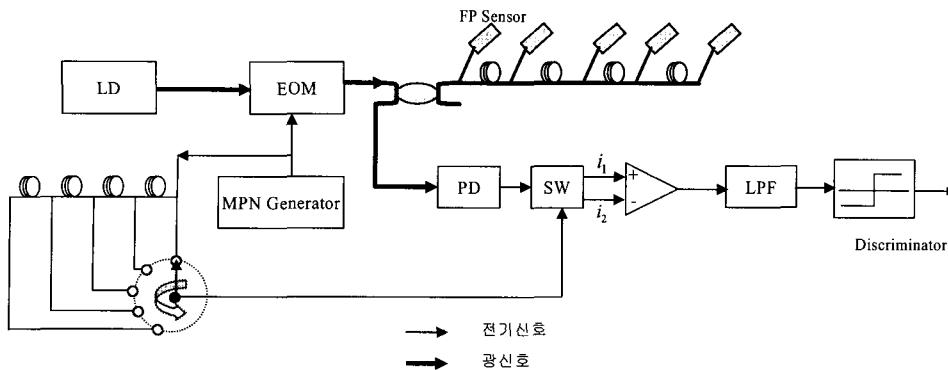 FP Sensor
LD
EOM
MPN Generator
PD
SW
i₁
i₂
+
-
LPF
Discriminator
전기신호
광신호